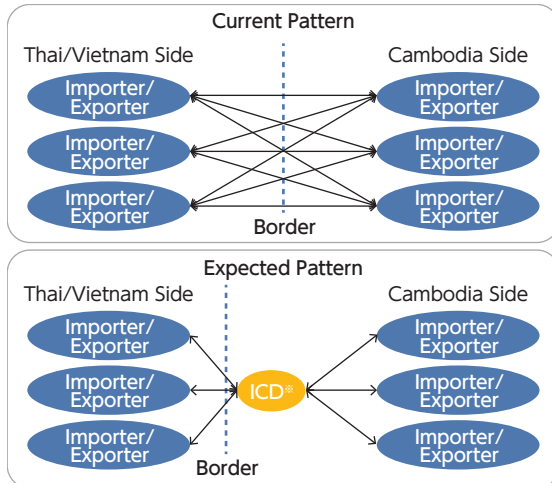 Current Pattern
Thai/Vietnam Side
Cambodia Side
Importer/
Exporter
Importer/
Exporter
Importer/
Exporter
Importer/
Exporter
Importer/
Exporter
Importer/
Exporter
Border
Expected Pattern
Thai/Vietnam Side
Cambodia Side
Importer/
Exporter
Importer/
Exporter
Importer/
Exporter
ICD※
Importer/
Exporter
Importer/
Exporter
Importer/
Exporter
Border